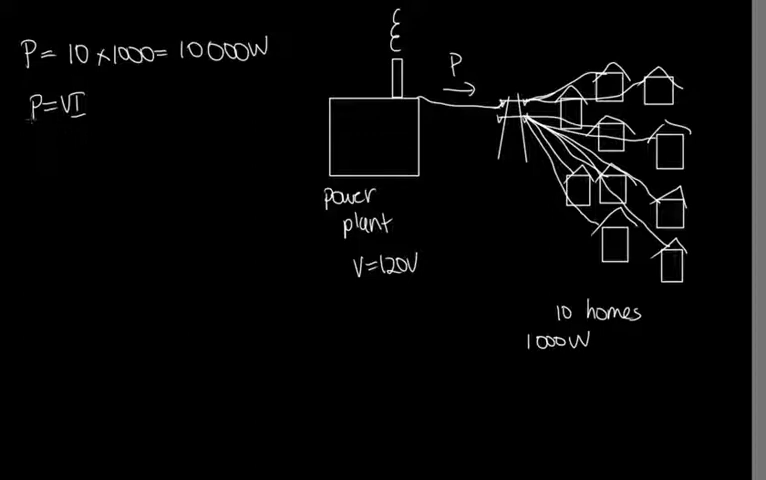 P = 10 × 1000 = 10000W
P = VI
P
power
plant
V = 120V
10 homes
1000W